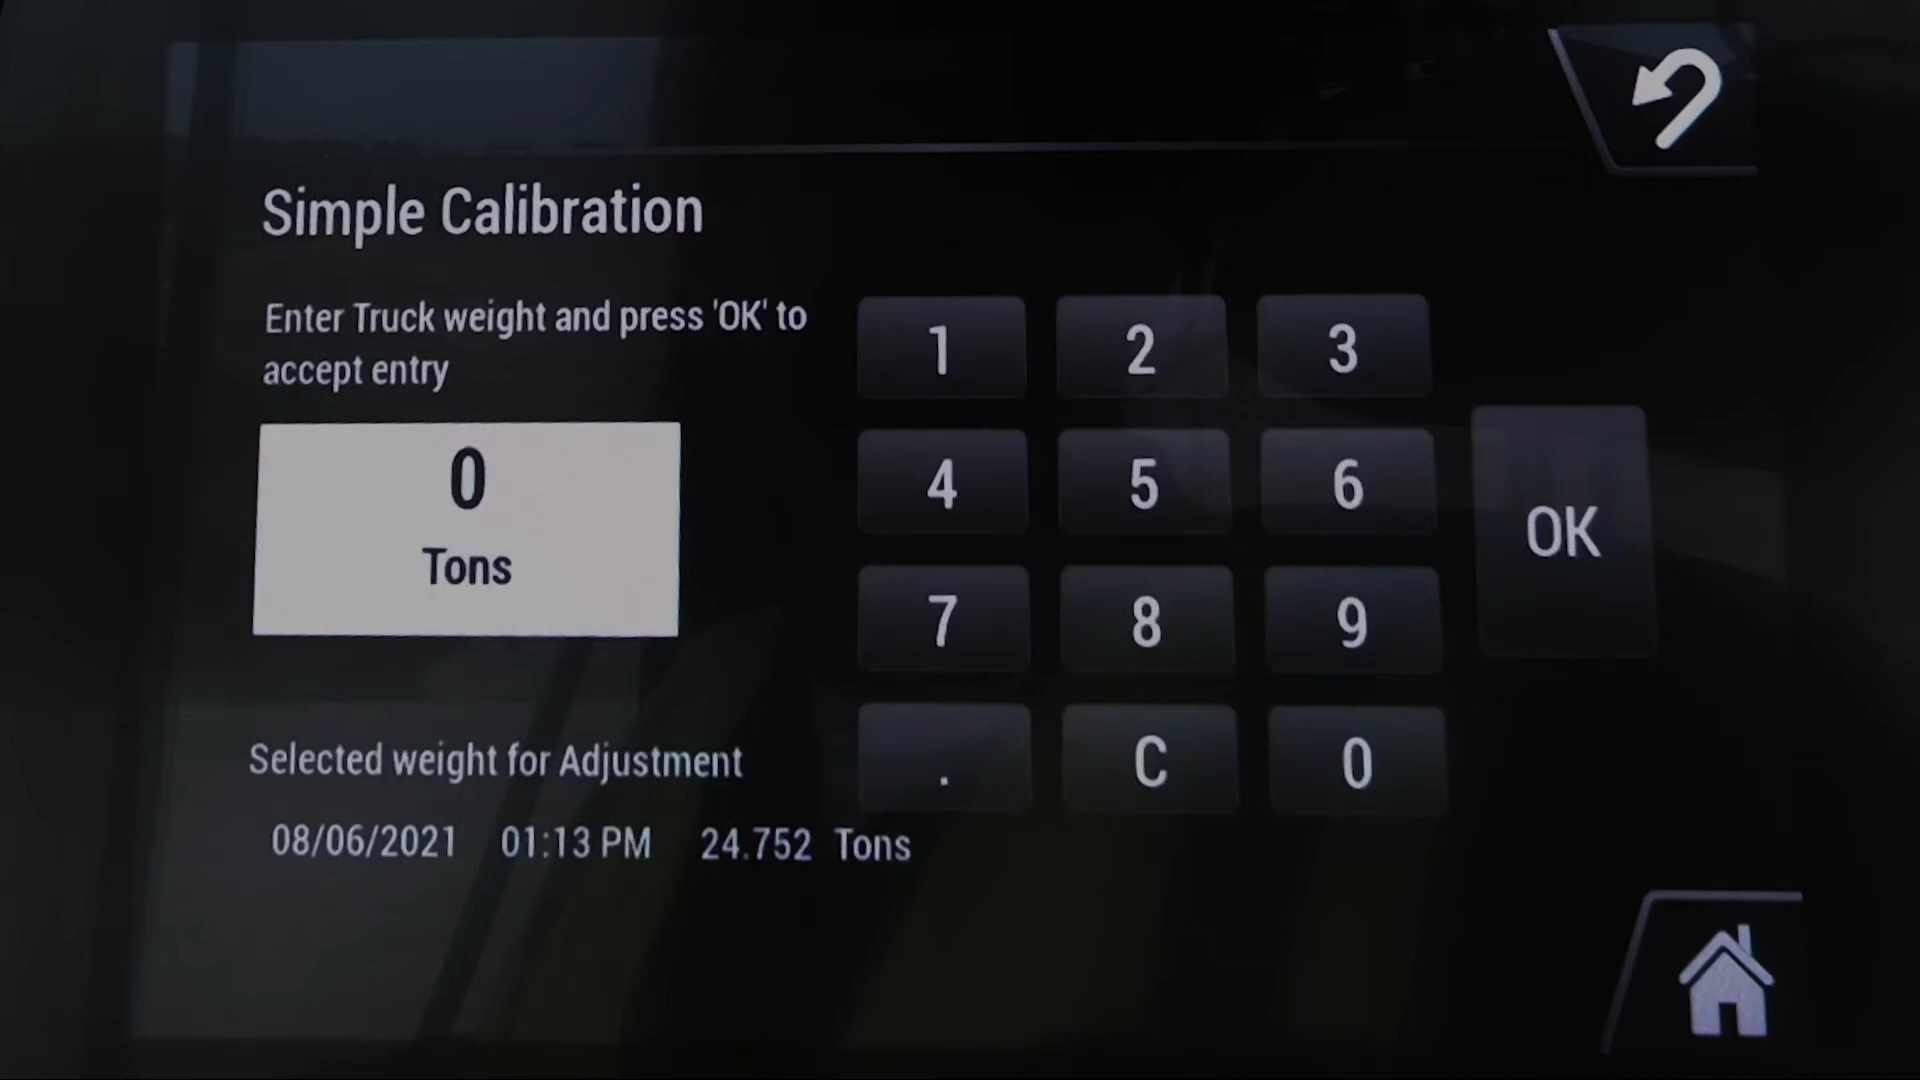 Simple Calibration
Enter Truck weight and press 'OK' to
accept entry
0
Tons
1 2 3
4 5 6
7 8 9
. C 0
OK
Selected weight for Adjustment
08/06/2021 01:13 PM 24.752 Tons